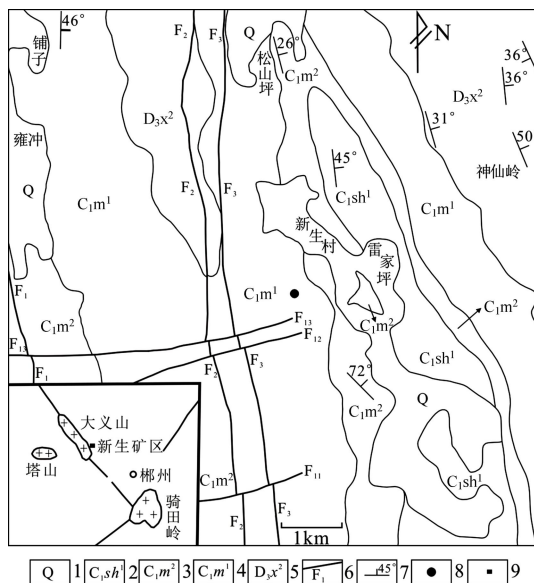 46°
F₂
F₃
Q
26°
N
铺子
松山坪
C₁m²
36°
36°
D₃x²
D₃x²
31°
50
雍冲
C₁m¹
F₂
F₃
45°
C₁sh¹
C₁m¹
神仙岭
Q
新生村
雷家坪
F₁
C₁m¹
C₁m²
C₁m²
C₁m²
F₁₃
F₁₂
F₁₃
F₁
F₂
F₃
72°
C₁m²
C₁sh¹
Q
大义山
新生矿区
塔山
郴州
骑田岭
C₁m²
F₁₁
C₁sh¹
F₂
F₃
1km
Q 1 C₁sh¹ 2 C₁m² 3 C₁m¹ 4 D₃x² 5 F₁ 6 45° 7 8 9